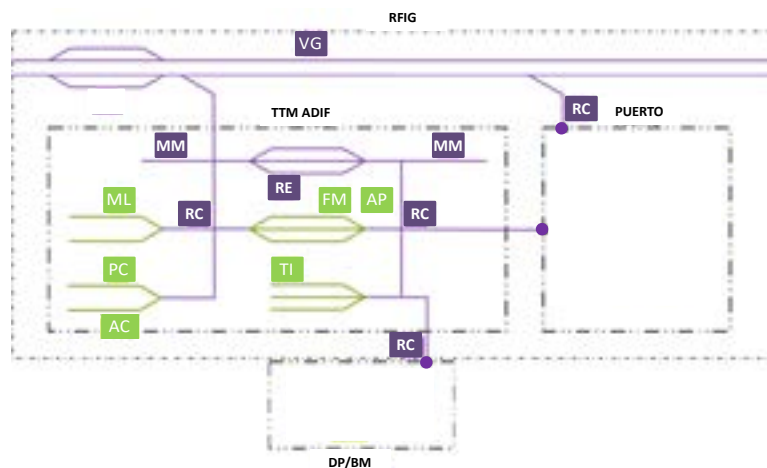 RFIG
VG
RC
TTM ADIF
PUERTO
MM
MM
RE
ML
FM
AP
RC
RC
PC
TI
AC
RC
DP/BM